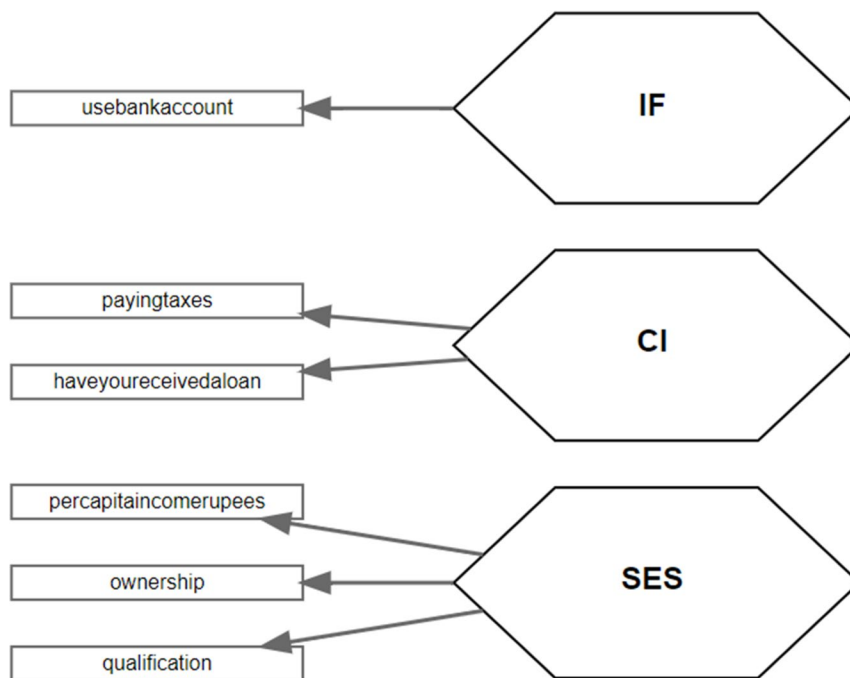 usebankaccount
IF
payingtaxes
haveyoureceivedaloan
CI
percapitaincomerupees
ownership
qualification
SES